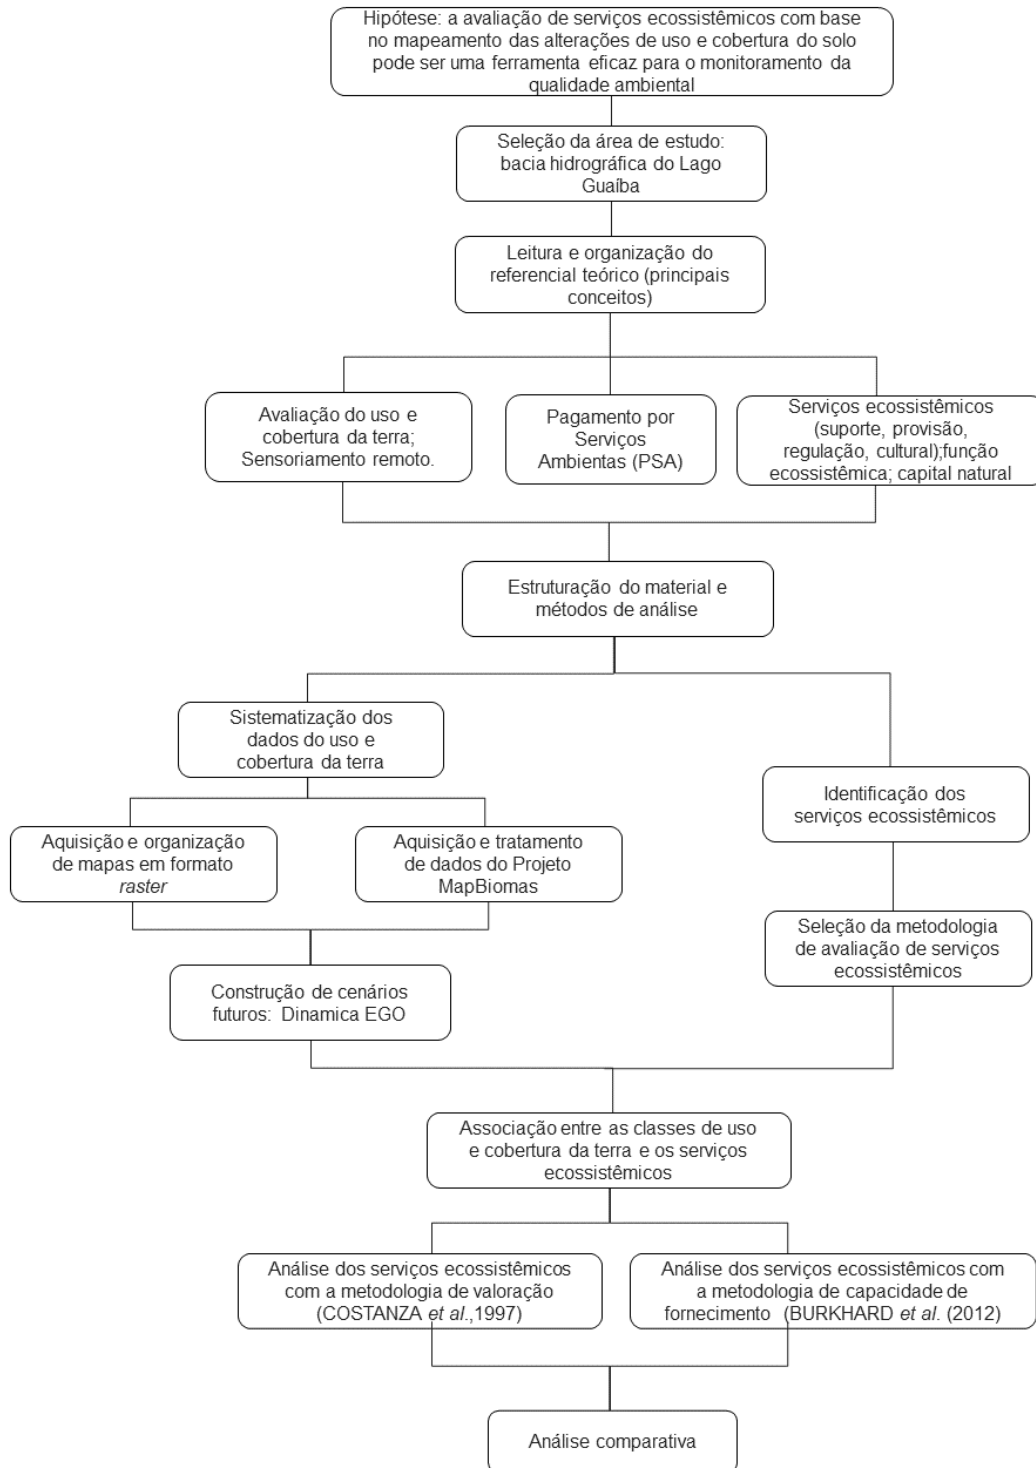 Hipótese: a avaliação de serviços ecossistêmicos com base
no mapeamento das alterações de uso e cobertura do solo
pode ser uma ferramenta eficaz para o monitoramento da
qualidade ambiental
Seleção da área de estudo:
bacia hidrográfica do Lago
Guaíba
Leitura e organização do
referencial teórico (principais
conceitos)
Avaliação do uso e
cobertura da terra;
Sensoriamento remoto.
Pagamento por
Serviços
Ambientas (PSA)
Serviços ecossistêmicos
(suporte, provisão,
regulação, cultural);função
ecossistêmica; capital natural
Estruturação do material e
métodos de análise
Sistematização dos
dados do uso e
cobertura da terra
Identificação dos
serviços ecossistêmicos
Aquisição e organização
de mapas em formato
raster
Aquisição e tratamento
de dados do Projeto
MapBiomas
Seleção da metodologia
de avaliação de serviços
ecossistêmicos
Construção de cenários
futuros: Dinamica EGO
Associação entre as classes de uso
e cobertura da terra e os serviços
ecossistêmicos
Análise dos serviços ecossistêmicos
com a metodologia de valoração
(COSTANZA et al.,1997)
Análise dos serviços ecossistêmicos com
a metodologia de capacidade de
fornecimento (BURKHARD et al. (2012)
Análise comparativa